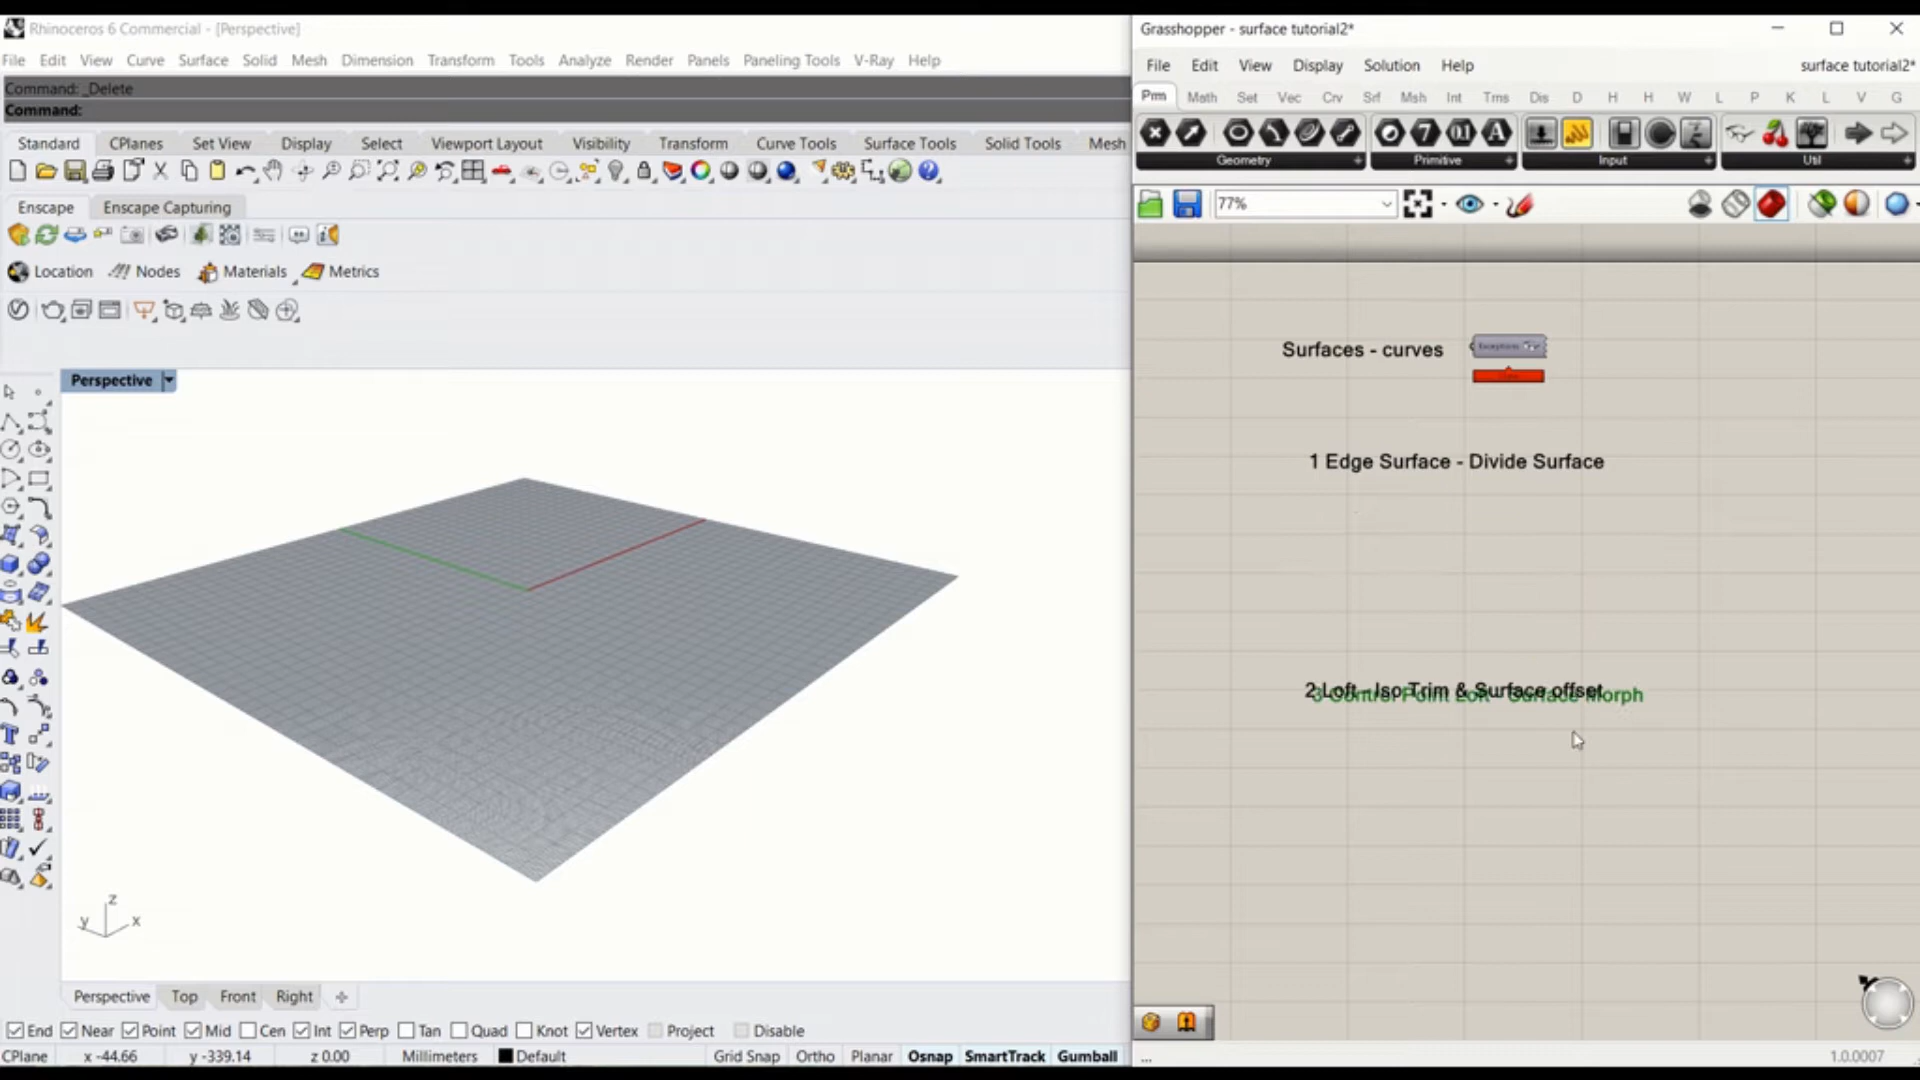 Rhinoceros 6 Commercial - [Perspective]
File Edit View Curve Surface Solid Mesh Dimension Transform Tools Analyze Render Panels Paneling Tools V-Ray Help
Command: _Delete
Command:
Standard CPlanes Set View Display Select Viewport Layout Visibility Transform Curve Tools Surface Tools Solid Tools Mesh
Enscape Enscape Capturing
Location Nodes Materials Metrics
Perspective
z
y x
Perspective Top Front Right
End Near Point Mid Cen Int Perp Tan Quad Knot Vertex Project Disable
CPlane x -44.66 y -339.14 z 0.00 Millimeters Default Grid Snap Ortho Planar Osnap SmartTrack Gumball
Grasshopper - surface tutorial2*
File Edit View Display Solution Help surface tutorial2*
Prm Math Set Vec Crv Srf Msh Int Trns Dis D H H W L P K L V G
Geometry Primitive Input Util
77%
Surfaces - curves
1 Edge Surface - Divide Surface
2 Loft - Iso Trim & Surface offset
3 Control Point Loft - Surface Morph
...
1.0.0007